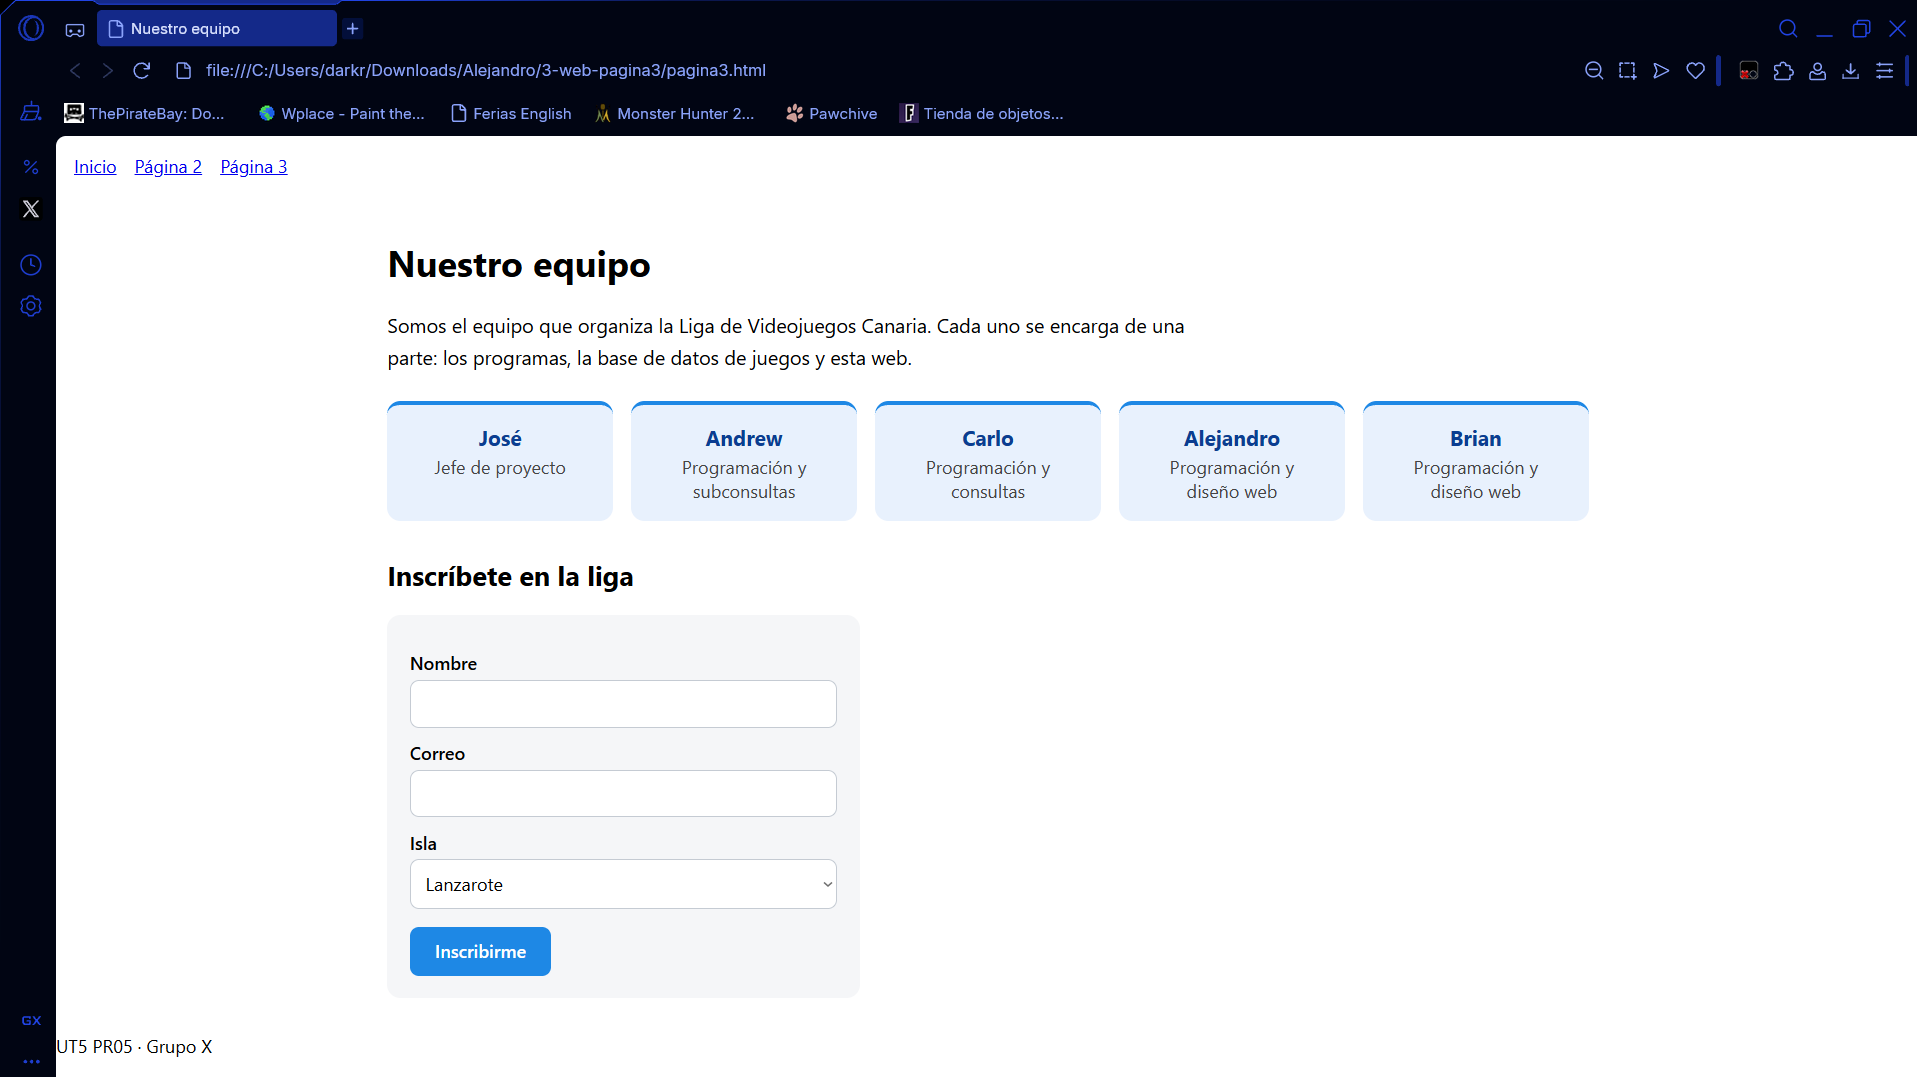 Nuestro equipo
file:///C:/Users/darkr/Downloads/Alejandro/3-web-pagina3/pagina3.html
ThePirateBay: Do... Wplace - Paint the... Ferias English Monster Hunter 2... Pawchive Tienda de objetos...
Inicio Página 2 Página 3
Nuestro equipo
Somos el equipo que organiza la Liga de Videojuegos Canaria. Cada uno se encarga de una
parte: los programas, la base de datos de juegos y esta web.
José
Jefe de proyecto
Andrew
Programación y
subconsultas
Carlo
Programación y
consultas
Alejandro
Programación y
diseño web
Brian
Programación y
diseño web
Inscríbete en la liga
Nombre
Correo
Isla
Lanzarote
Inscribirme
GX
UT5 PR05 · Grupo X